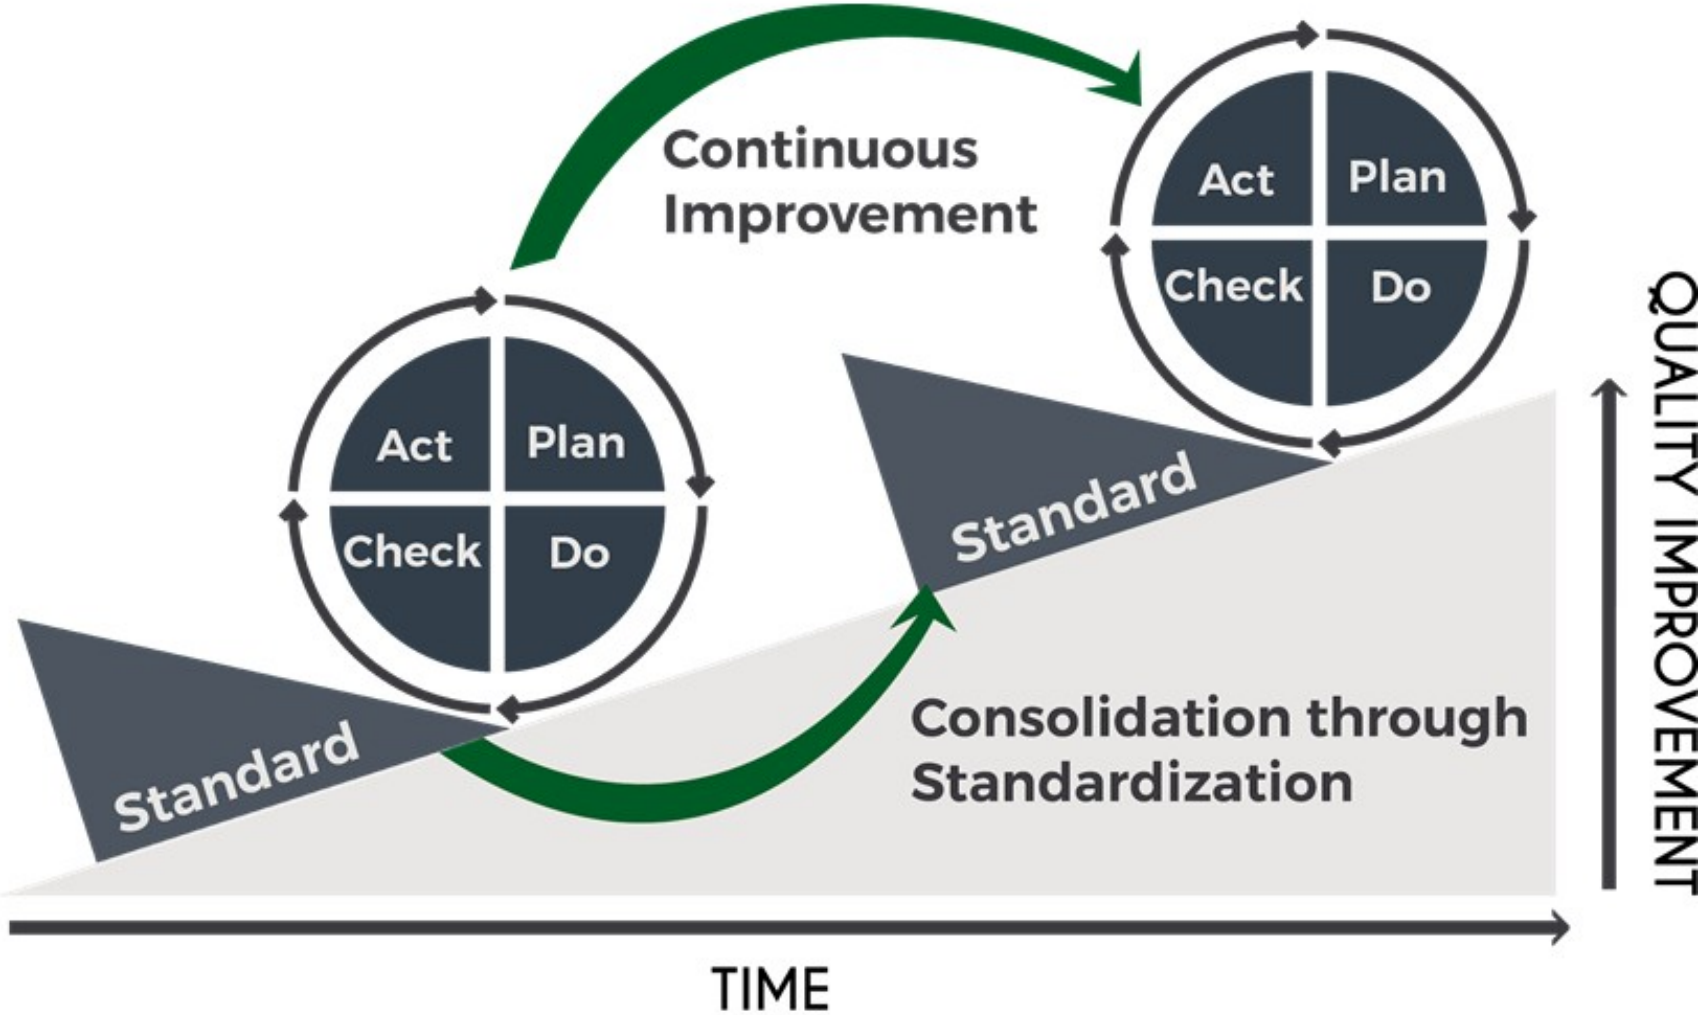 Continuous
Improvement
Act
Plan
Check
Do
Act
Plan
Check
Do
Standard
Standard
Consolidation through
Standardization
QUALITY IMPROVEMENT
TIME